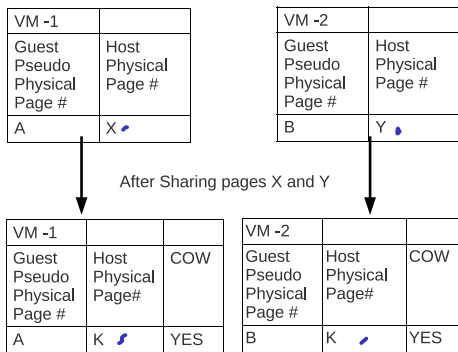 VM -1
Guest Pseudo Physical Page #
Host Physical Page #
A
X
VM -2
Guest Pseudo Physical Page #
Host Physical Page #
B
Y
After Sharing pages X and Y
VM -1
Guest Pseudo Physical Page #
Host Physical Page#
COW
A
K
YES
VM -2
Guest Pseudo Physical Page #
Host Physical Page#
COW
B
K
YES